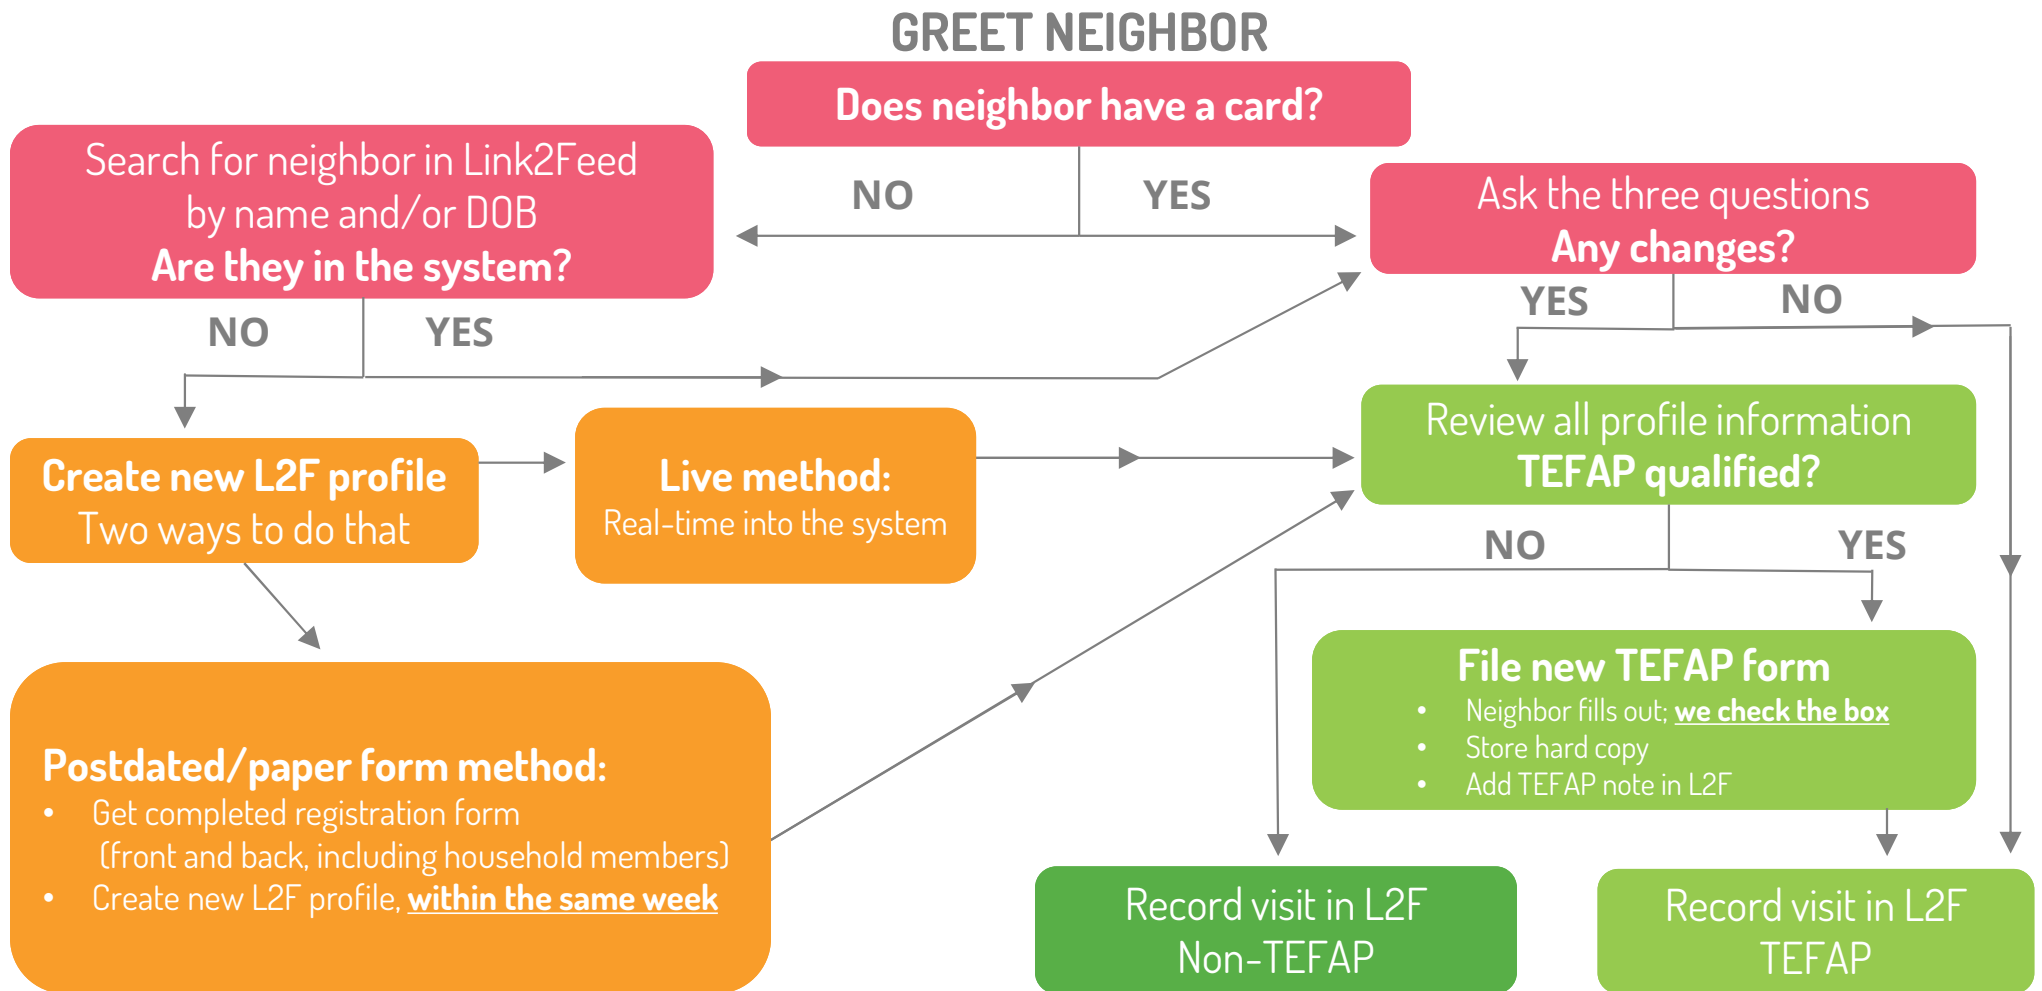 GREET NEIGHBOR
Does neighbor have a card?
NO
YES
Search for neighbor in Link2Feed
by name and/or DOB
Are they in the system?
NO
YES
Ask the three questions
Any changes?
YES
NO
Create new L2F profile
Two ways to do that
Live method:
Real-time into the system
Postdated/paper form method:
• Get completed registration form
(front and back, including household members)
• Create new L2F profile, within the same week
Review all profile information
TEFAP qualified?
NO
YES
File new TEFAP form
• Neighbor fills out; we check the box
• Store hard copy
• Add TEFAP note in L2F
Record visit in L2F
Non-TEFAP
Record visit in L2F
TEFAP